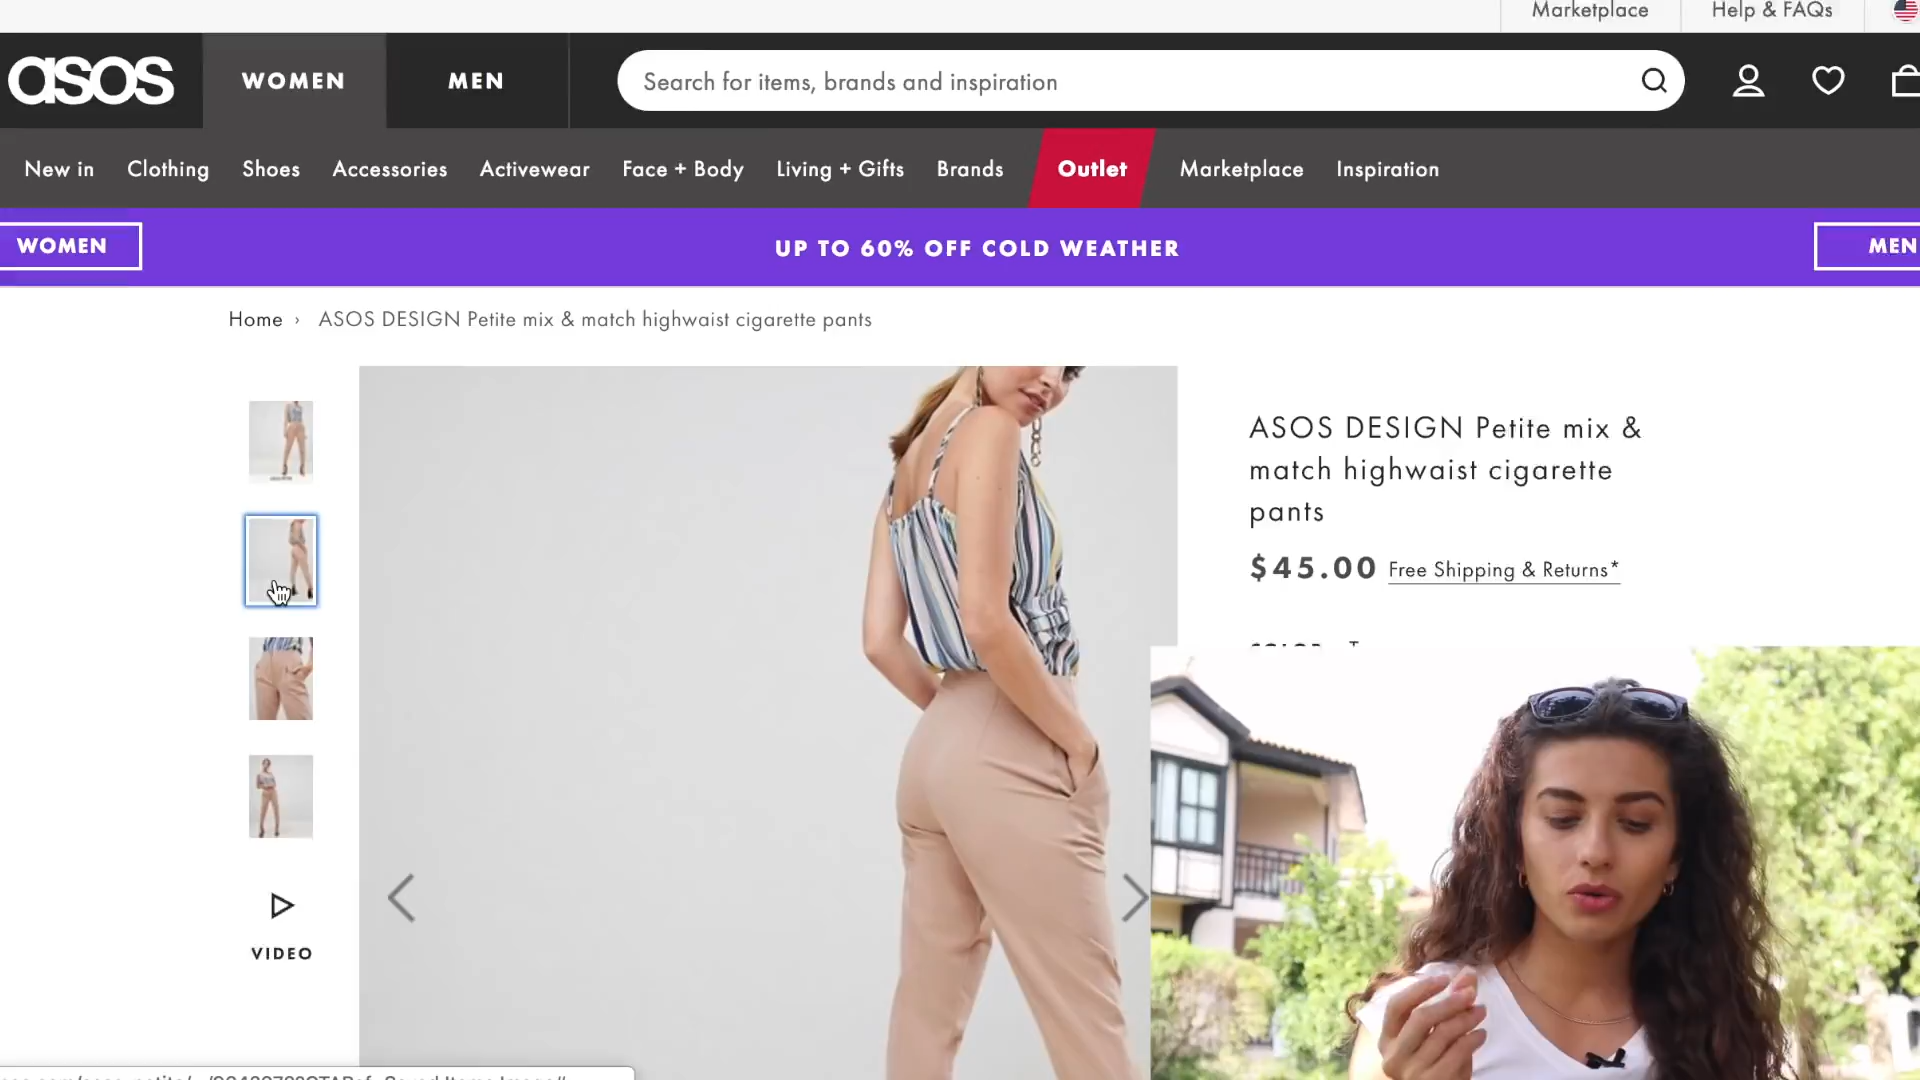 Marketplace
Help & FAQs
asos
WOMEN
MEN
Search for items, brands and inspiration
New in
Clothing
Shoes
Accessories
Activewear
Face + Body
Living + Gifts
Brands
Outlet
Marketplace
Inspiration
WOMEN
UP TO 60% OFF COLD WEATHER
MEN
Home › ASOS DESIGN Petite mix & match highwaist cigarette pants
ASOS DESIGN Petite mix &
match highwaist cigarette
pants
$45.00 Free Shipping & Returns*
VIDEO